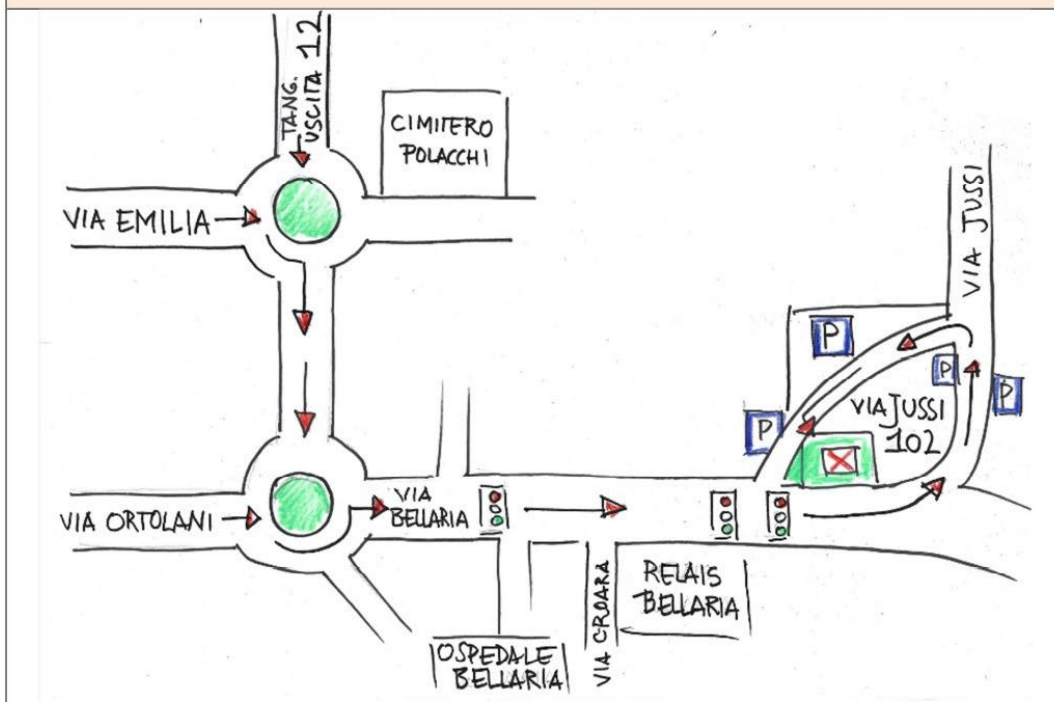 TANG.
USCITA 12
CIMITERO
POLACCHI
VIA EMILIA
VIA JUSSI
P
P
P
P
VIA JUSSI
102
VIA ORTOLANI
VIA
BELLARIA
VIA CROARA
RELAIS
BELLARIA
OSPEDALE
BELLARIA